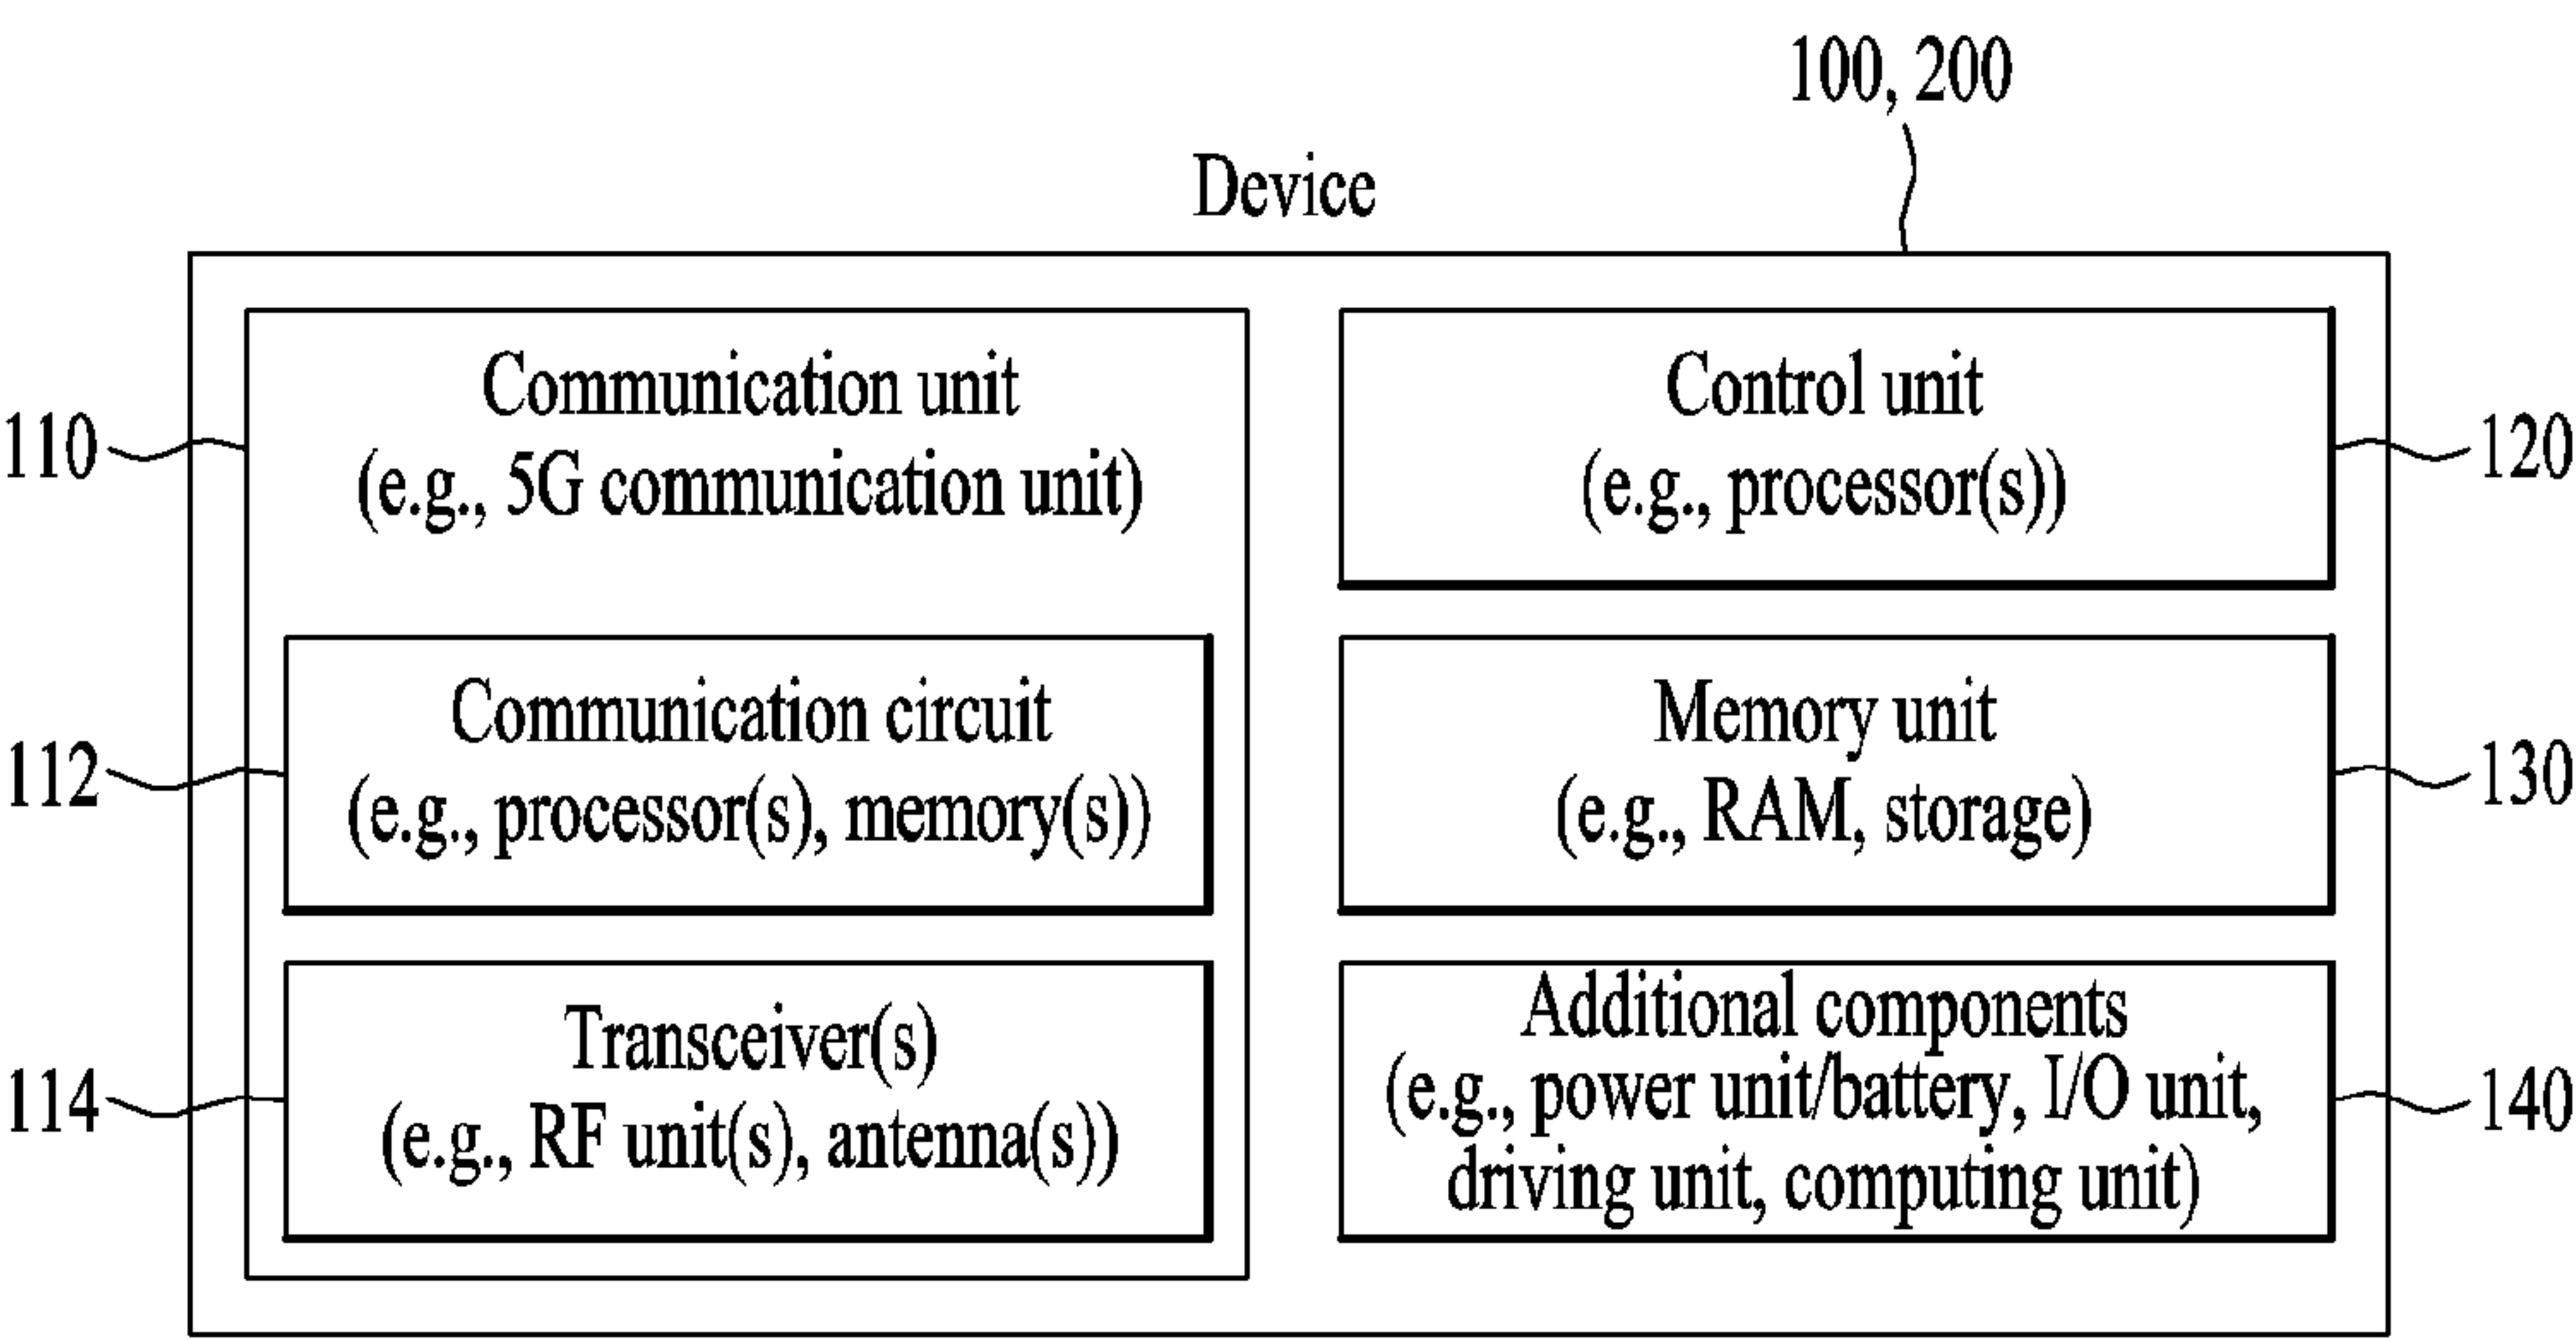 100, 200
Device
110
Communication unit
(e.g., 5G communication unit)
112
Communication circuit
(e.g., processor(s), memory(s))
114
Transceiver(s)
(e.g., RF unit(s), antenna(s))
Control unit
(e.g., processor(s))
120
Memory unit
(e.g., RAM, storage)
130
Additional components
(e.g., power unit/battery, I/O unit,
driving unit, computing unit)
140